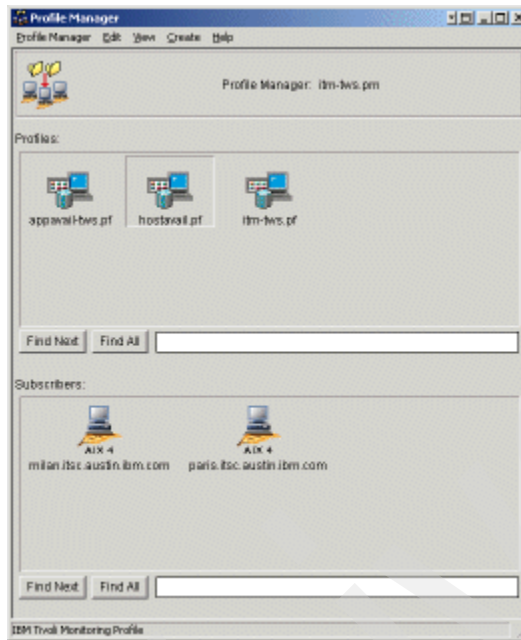 Profile Manager
Profile Manager Edit View Create Help
Profile Manager: itm-tws.pm
Profiles:
appavail-tws.pf hostavail.pf itm-tws.pf
Find Next Find All
Subscribers:
AIX 4 AIX 4
milan.itsc.austin.ibm.com paris.itsc.austin.ibm.com
Find Next Find All
IBM Tivoli Monitoring Profile